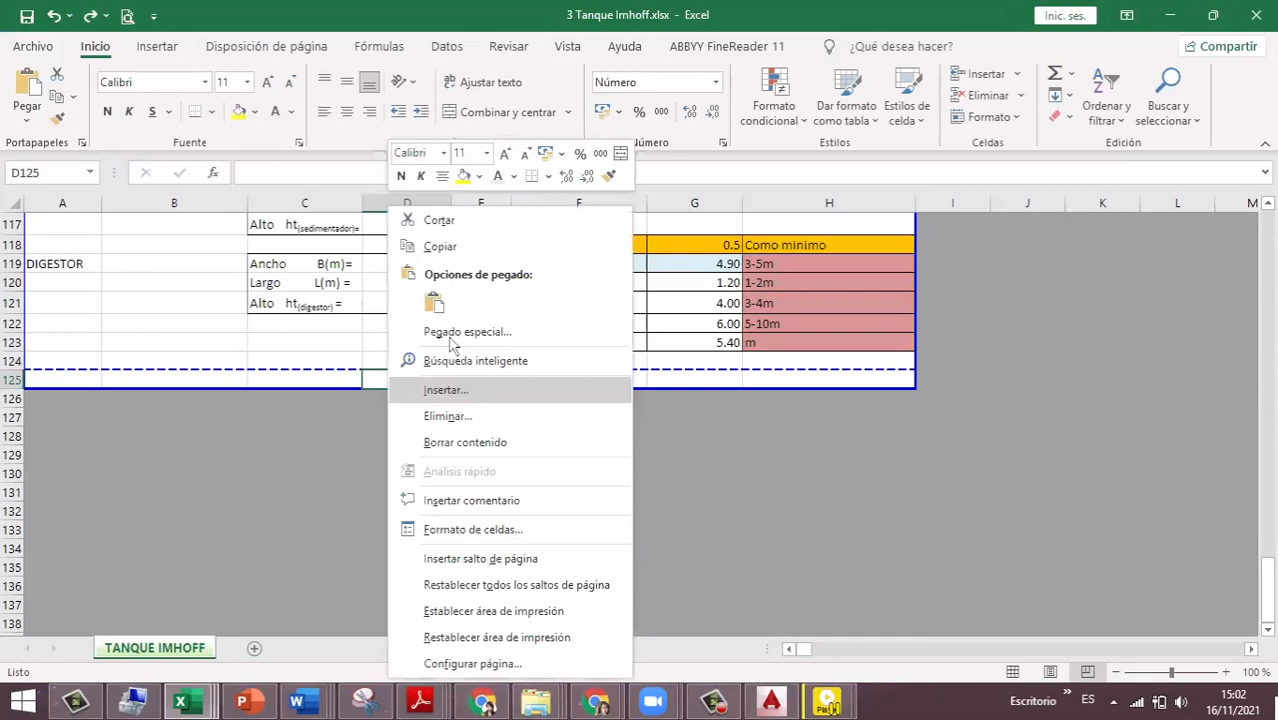 3 Tanque Imhoff.xlsx - Excel
Inic. ses.
Archivo Inicio Insertar Disposición de página Fórmulas Datos Revisar Vista Ayuda ABBYY FineReader 11 ¿Qué desea hacer? Compartir
Pegar
Calibri 11
N K S
Ajustar texto
Combinar y centrar
Número
% 000
Formato condicional
Dar formato como tabla
Estilos de celda
Insertar
Eliminar
Formato
Ordenar y filtrar
Buscar y seleccionar
Portapapeles Fuente Número Estilos Celdas Edición
Calibri 11 % 000
N K A
D125 fx
A B C D E F G H I J K L M
117 Alto ht(sedimentador)=
118 0.5 Como minimo
119 DIGESTOR Ancho B(m)= 4.90 3-5m
120 Largo L(m) = 1.20 1-2m
121 Alto ht(digestor) = 4.00 3-4m
122 6.00 5-10m
123 5.40 m
124
125
126
127
128
129
130
131
132
133
134
135
136
137
138
Cortar
Copiar
Opciones de pegado:
Pegado especial...
Búsqueda inteligente
Insertar...
Eliminar...
Borrar contenido
Análisis rápido
Insertar comentario
Formato de celdas...
Insertar salto de página
Restablecer todos los saltos de página
Establecer área de impresión
Restablecer área de impresión
Configurar página...
TANQUE IMHOFF
Listo
100 %
Escritorio
ES
15:02
16/11/2021